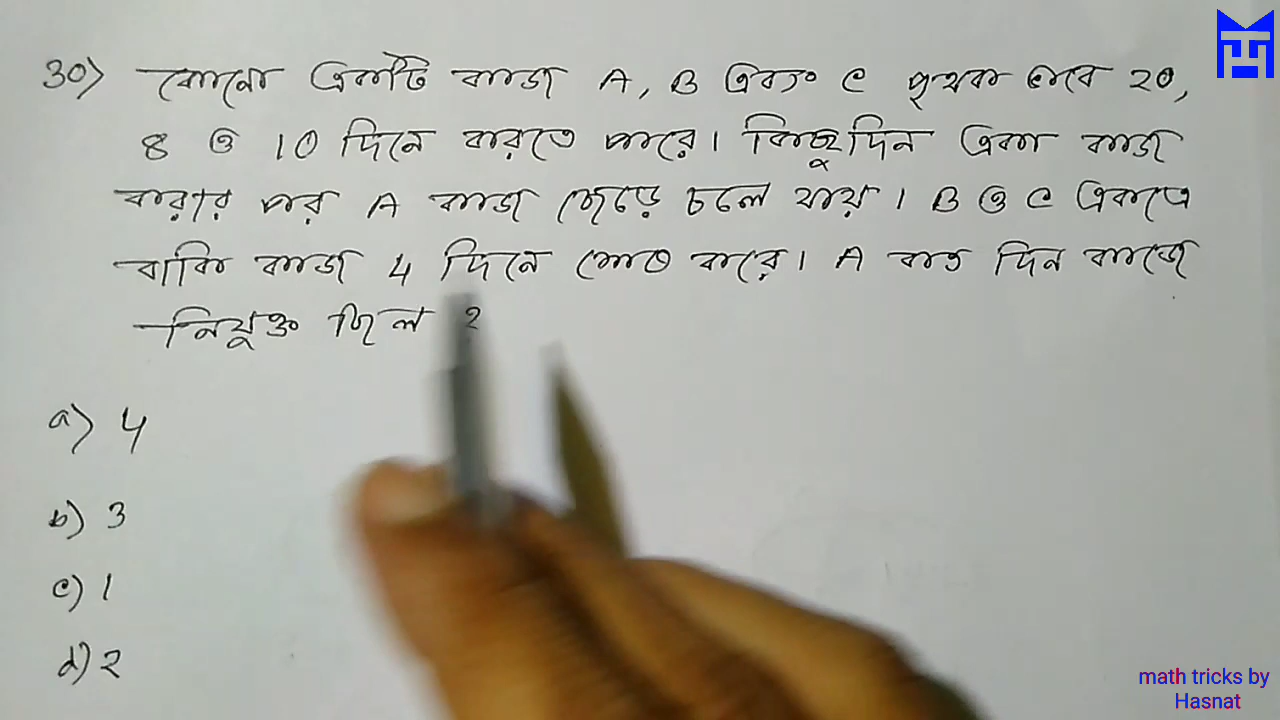 30) কোনো একটি কাজ A, B এবং C পৃথক ভাবে 20,
8 ও 10 দিনে করতে পারে। কিছুদিন একা কাজ
করার পর A কাজ ছেড়ে চলে যায়। B ও C একত্রে
বাকি কাজ 4 দিনে শেষ করে। A কত দিন কাজে
নিযুক্ত ছিল ?
a) 4
b) 3
c) 1
d) 2
math tricks by
Hasnat